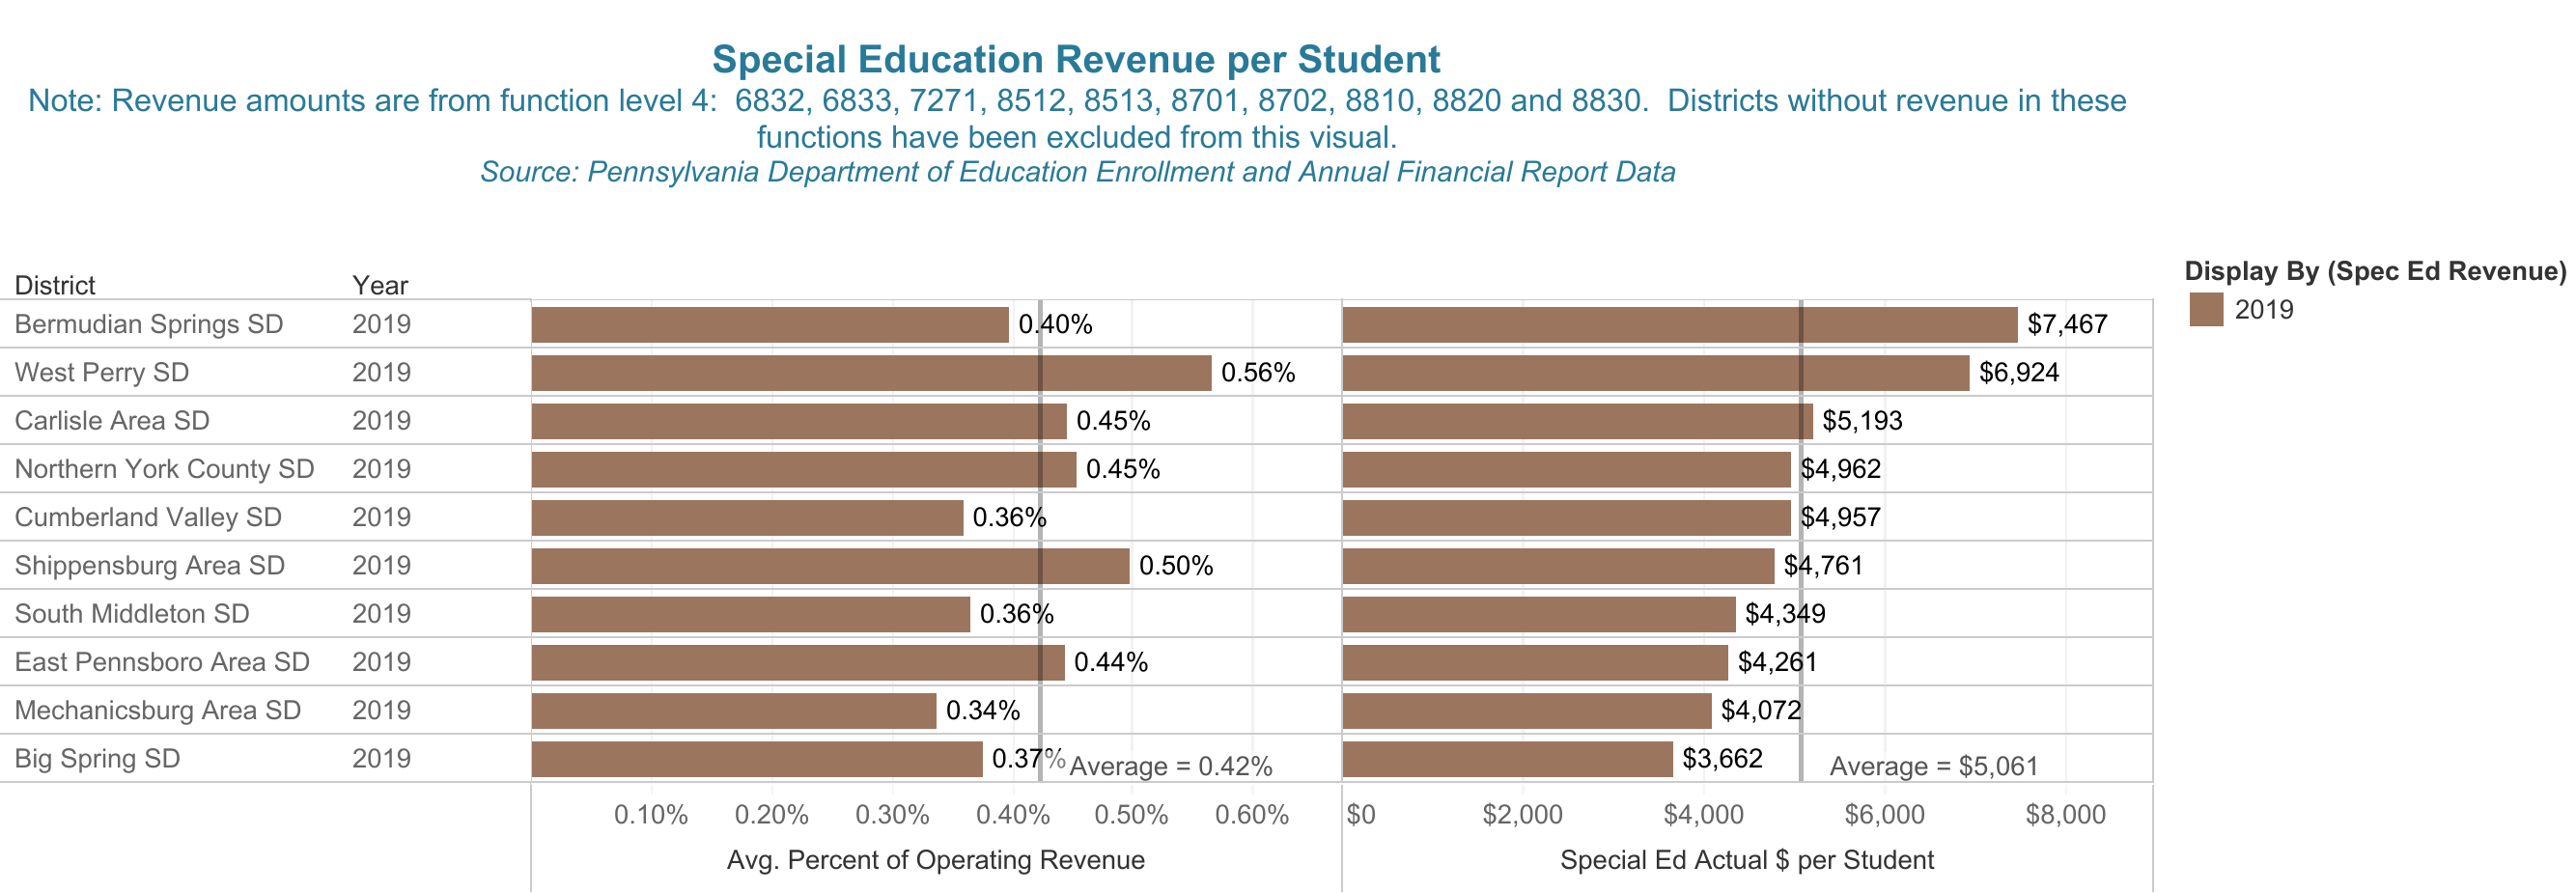 Special Education Revenue per Student
Note: Revenue amounts are from function level 4:  6832, 6833, 7271, 8512, 8513, 8701, 8702, 8810, 8820 and 8830.  Districts without revenue in these
functions have been excluded from this visual.
Source: Pennsylvania Department of Education Enrollment and Annual Financial Report Data
Display By (Spec Ed Revenue)
2019
District Year
Bermudian Springs SD 2019 0.40% $7,467
West Perry SD 2019 0.56% $6,924
Carlisle Area SD 2019 0.45% $5,193
Northern York County SD 2019 0.45% $4,962
Cumberland Valley SD 2019 0.36% $4,957
Shippensburg Area SD 2019 0.50% $4,761
South Middleton SD 2019 0.36% $4,349
East Pennsboro Area SD 2019 0.44% $4,261
Mechanicsburg Area SD 2019 0.34% $4,072
Big Spring SD 2019 0.37% Average = 0.42% $3,662 Average = $5,061
0.10% 0.20% 0.30% 0.40% 0.50% 0.60% $0 $2,000 $4,000 $6,000 $8,000
Avg. Percent of Operating Revenue Special Ed Actual $ per Student